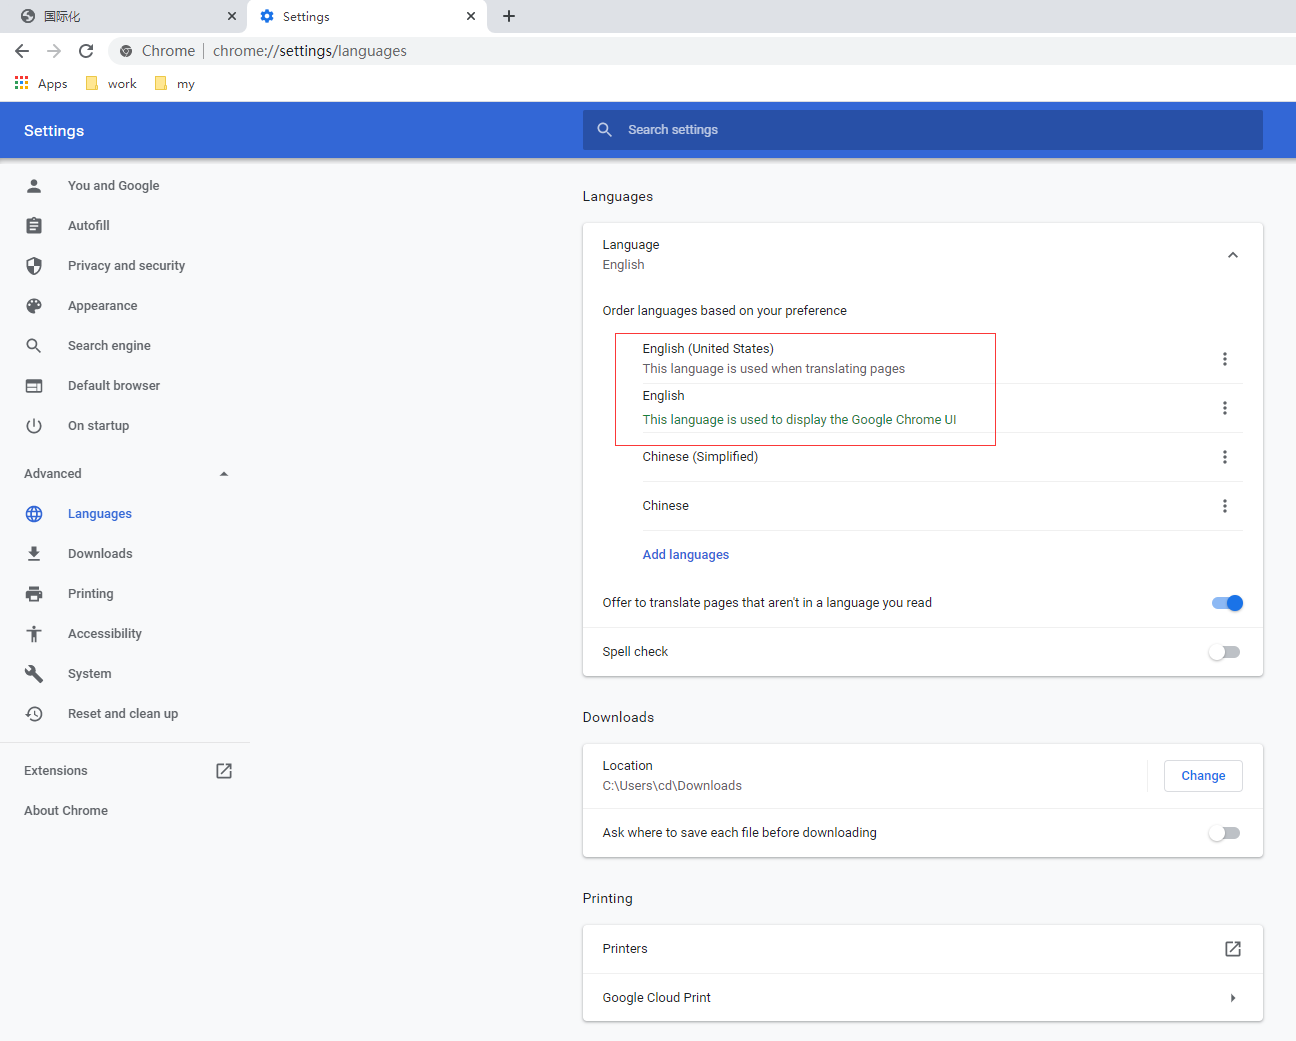 国际化
Settings
Chrome | chrome://settings/languages
Apps work my
Settings
Search settings
You and Google
Autofill
Privacy and security
Appearance
Search engine
Default browser
On startup
Advanced
Languages
Downloads
Printing
Accessibility
System
Reset and clean up
Extensions
About Chrome
Languages
Language
English
Order languages based on your preference
English (United States)
This language is used when translating pages
English
This language is used to display the Google Chrome UI
Chinese (Simplified)
Chinese
Add languages
Offer to translate pages that aren't in a language you read
Spell check
Downloads
Location
C:\Users\cd\Downloads
Change
Ask where to save each file before downloading
Printing
Printers
Google Cloud Print